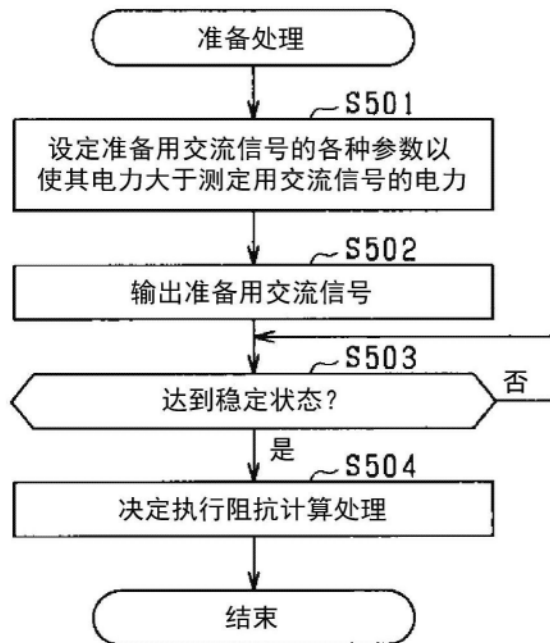 准备处理
S501
设定准备用交流信号的各种参数以
使其电力大于测定用交流信号的电力
S502
输出准备用交流信号
S503
达到稳定状态?
否
是
S504
决定执行阻抗计算处理
结束